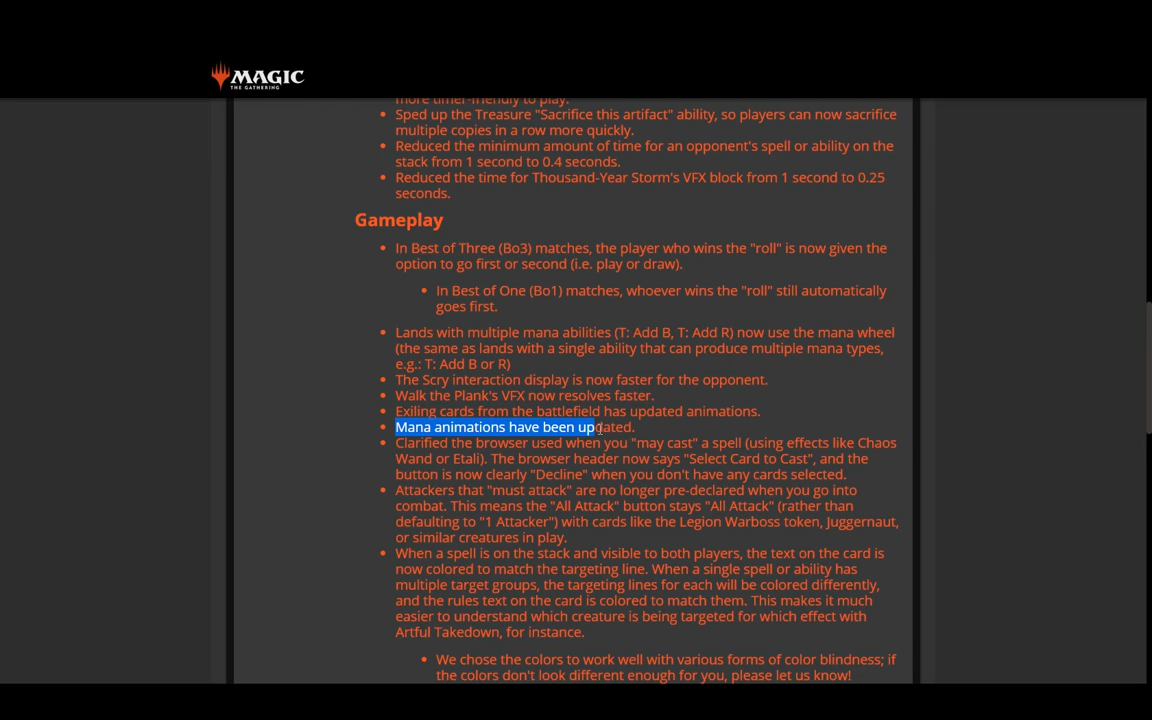 MAGIC
THE GATHERING
more timer-friendly to play.
Sped up the Treasure "Sacrifice this artifact" ability, so players can now sacrifice
multiple copies in a row more quickly.
Reduced the minimum amount of time for an opponent's spell or ability on the
stack from 1 second to 0.4 seconds.
Reduced the time for Thousand-Year Storm's VFX block from 1 second to 0.25
seconds.
Gameplay
In Best of Three (Bo3) matches, the player who wins the "roll" is now given the
option to go first or second (i.e. play or draw).
In Best of One (Bo1) matches, whoever wins the "roll" still automatically
goes first.
Lands with multiple mana abilities (T: Add B, T: Add R) now use the mana wheel
(the same as lands with a single ability that can produce multiple mana types,
e.g.: T: Add B or R)
The Scry interaction display is now faster for the opponent.
Walk the Plank's VFX now resolves faster.
Exiling cards from the battlefield has updated animations.
Mana animations have been updated.
Clarified the browser used when you "may cast" a spell (using effects like Chaos
Wand or Etali). The browser header now says "Select Card to Cast", and the
button is now clearly "Decline" when you don't have any cards selected.
Attackers that "must attack" are no longer pre-declared when you go into
combat. This means the "All Attack" button stays "All Attack" (rather than
defaulting to "1 Attacker") with cards like the Legion Warboss token, Juggernaut,
or similar creatures in play.
When a spell is on the stack and visible to both players, the text on the card is
now colored to match the targeting line. When a single spell or ability has
multiple target groups, the targeting lines for each will be colored differently,
and the rules text on the card is colored to match them. This makes it much
easier to understand which creature is being targeted for which effect with
Artful Takedown, for instance.
We chose the colors to work well with various forms of color blindness; if
the colors don't look different enough for you, please let us know!